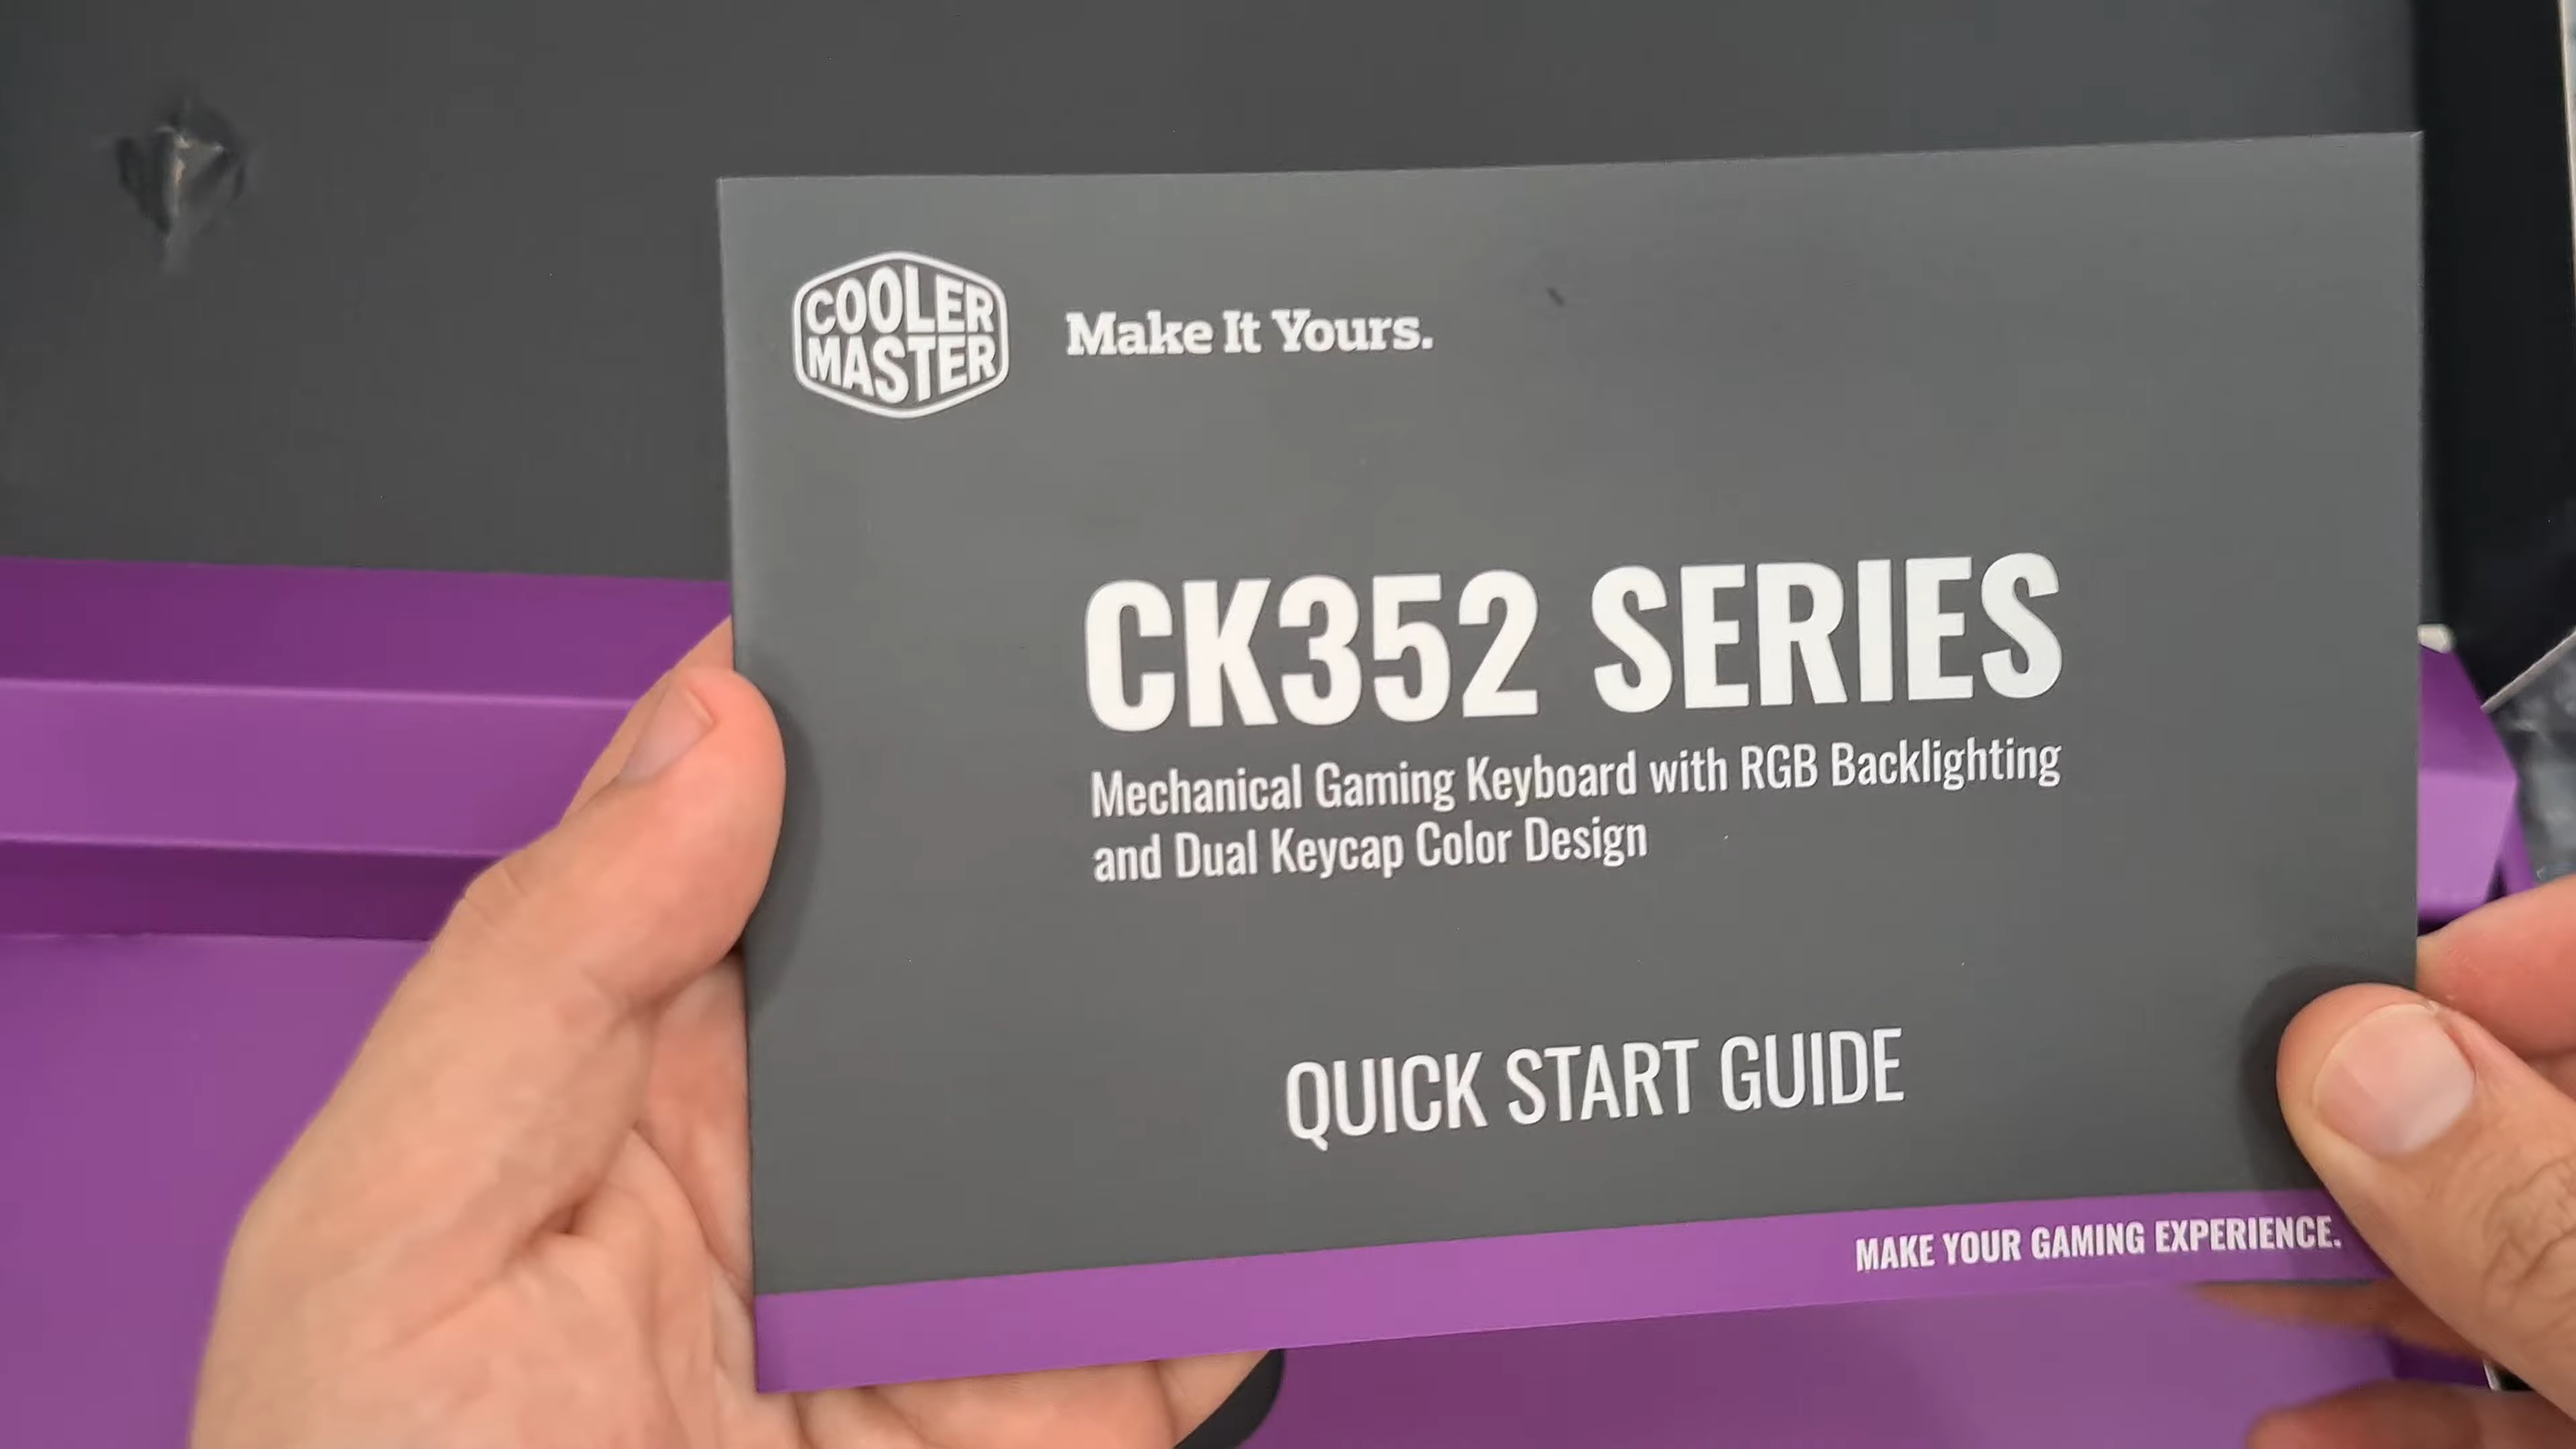 COOLER
MASTER
Make It Yours.
CK352 SERIES
Mechanical Gaming Keyboard with RGB Backlighting
and Dual Keycap Color Design
QUICK START GUIDE
MAKE YOUR GAMING EXPERIENCE.